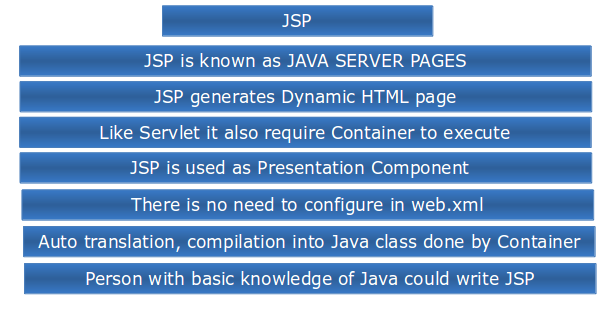 JSP
JSP is known as JAVA SERVER PAGES
JSP generates Dynamic HTML page
Like Servlet it also require Container to execute
JSP is used as Presentation Component
There is no need to configure in web.xml
Auto translation, compilation into Java class done by Container
Person with basic knowledge of Java could write JSP